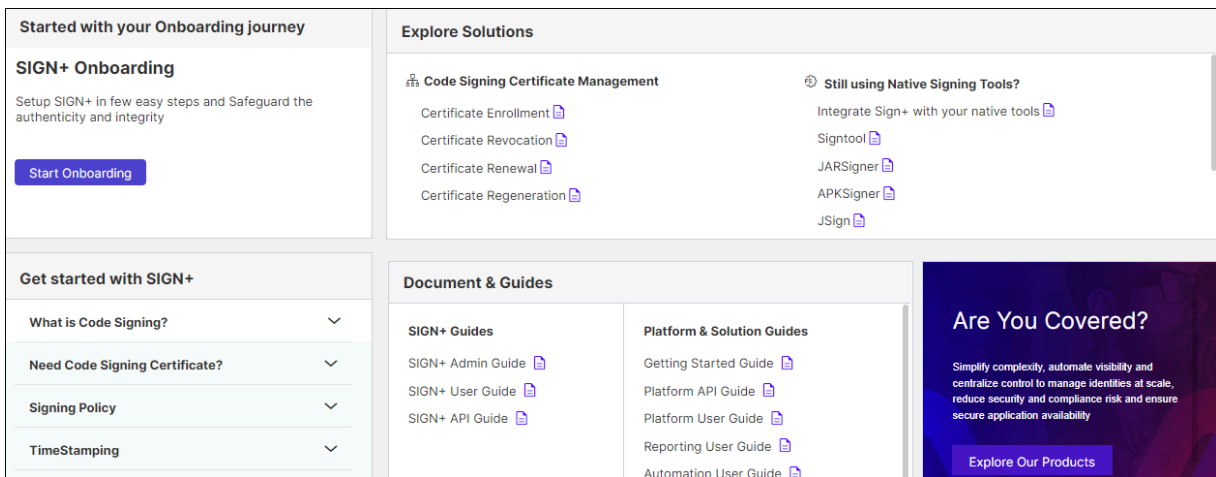 Started with your Onboarding journey
SIGN+ Onboarding
Setup SIGN+ in few easy steps and Safeguard the
authenticity and integrity
Start Onboarding
Explore Solutions
Code Signing Certificate Management
Certificate Enrollment
Certificate Revocation
Certificate Renewal
Certificate Regeneration
Still using Native Signing Tools?
Integrate Sign+ with your native tools
Signtool
JARSigner
APKSigner
JSign
Get started with SIGN+
What is Code Signing?
Need Code Signing Certificate?
Signing Policy
TimeStamping
Document & Guides
SIGN+ Guides
SIGN+ Admin Guide
SIGN+ User Guide
SIGN+ API Guide
Platform & Solution Guides
Getting Started Guide
Platform API Guide
Platform User Guide
Reporting User Guide
Automation User Guide
Are You Covered?
Simplify complexity, automate visibility and
centralize control to manage identities at scale,
reduce security and compliance risk and ensure
secure application availability
Explore Our Products